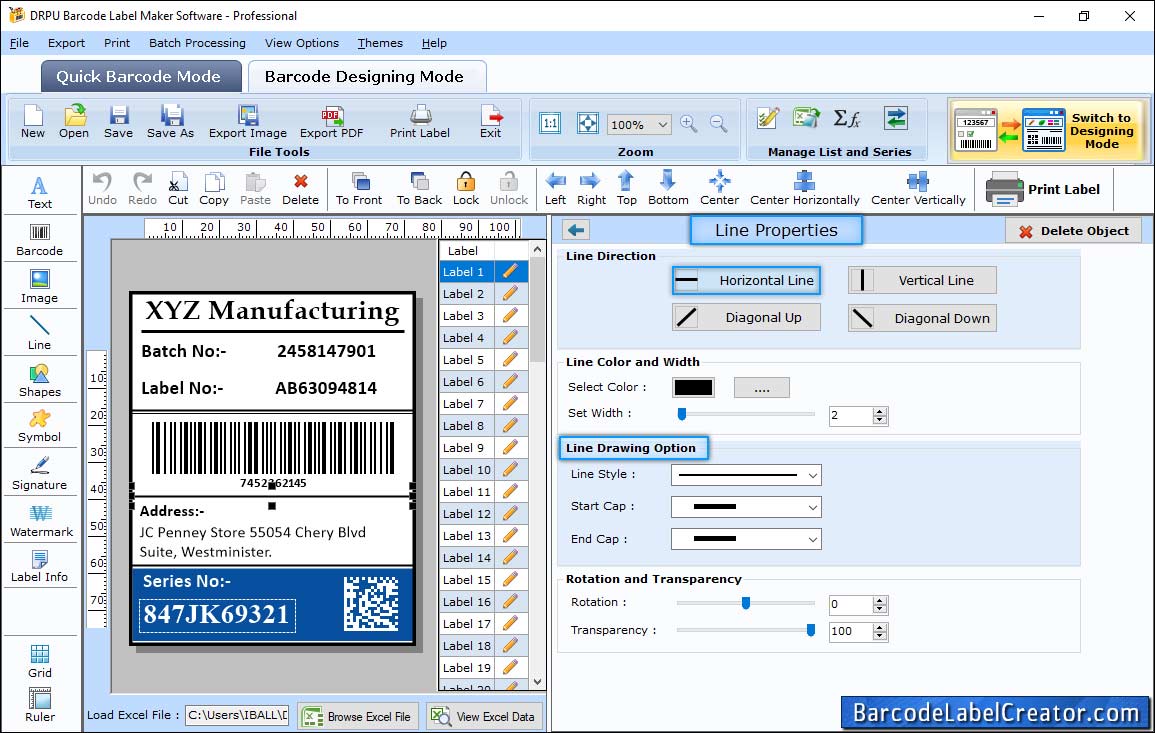 DRPU Barcode Label Maker Software - Professional
File Export Print Batch Processing View Options Themes Help
Quick Barcode Mode Barcode Designing Mode
New Open Save Save As Export Image Export PDF Print Label Exit
File Tools
1:1 100%
Zoom
Manage List and Series
123567
Switch to
Designing
Mode
Undo Redo Cut Copy Paste Delete To Front To Back Lock Unlock Left Right Top Bottom Center Center Horizontally Center Vertically Print Label
Text
Barcode
Image
Line
Shapes
Symbol
Signature
Watermark
Label Info
Grid
Ruler
10 20 30 40 50 60 70 80 90 100
10
20
30
40
50
60
70
XYZ Manufacturing
Batch No:- 2458147901
Label No:- AB63094814
Address:-
JC Penney Store 55054 Chery Blvd
Suite, Westminister.
Series No:-
847JK69321
Label
Label 1
Label 2
Label 3
Label 4
Label 5
Label 6
Label 7
Label 8
Label 9
Label 10
Label 11
Label 12
Label 13
Label 14
Label 15
Label 16
Label 17
Label 18
Label 19
Label 20
Load Excel File : C:\Users\IBALL\D Browse Excel File View Excel Data
Line Properties
Delete Object
Line Direction
Horizontal Line Vertical Line
Diagonal Up Diagonal Down
Line Color and Width
Select Color : ....
Set Width : 2
Line Drawing Option
Line Style :
Start Cap :
End Cap :
Rotation and Transparency
Rotation : 0
Transparency : 100
BarcodeLabelCreator.com